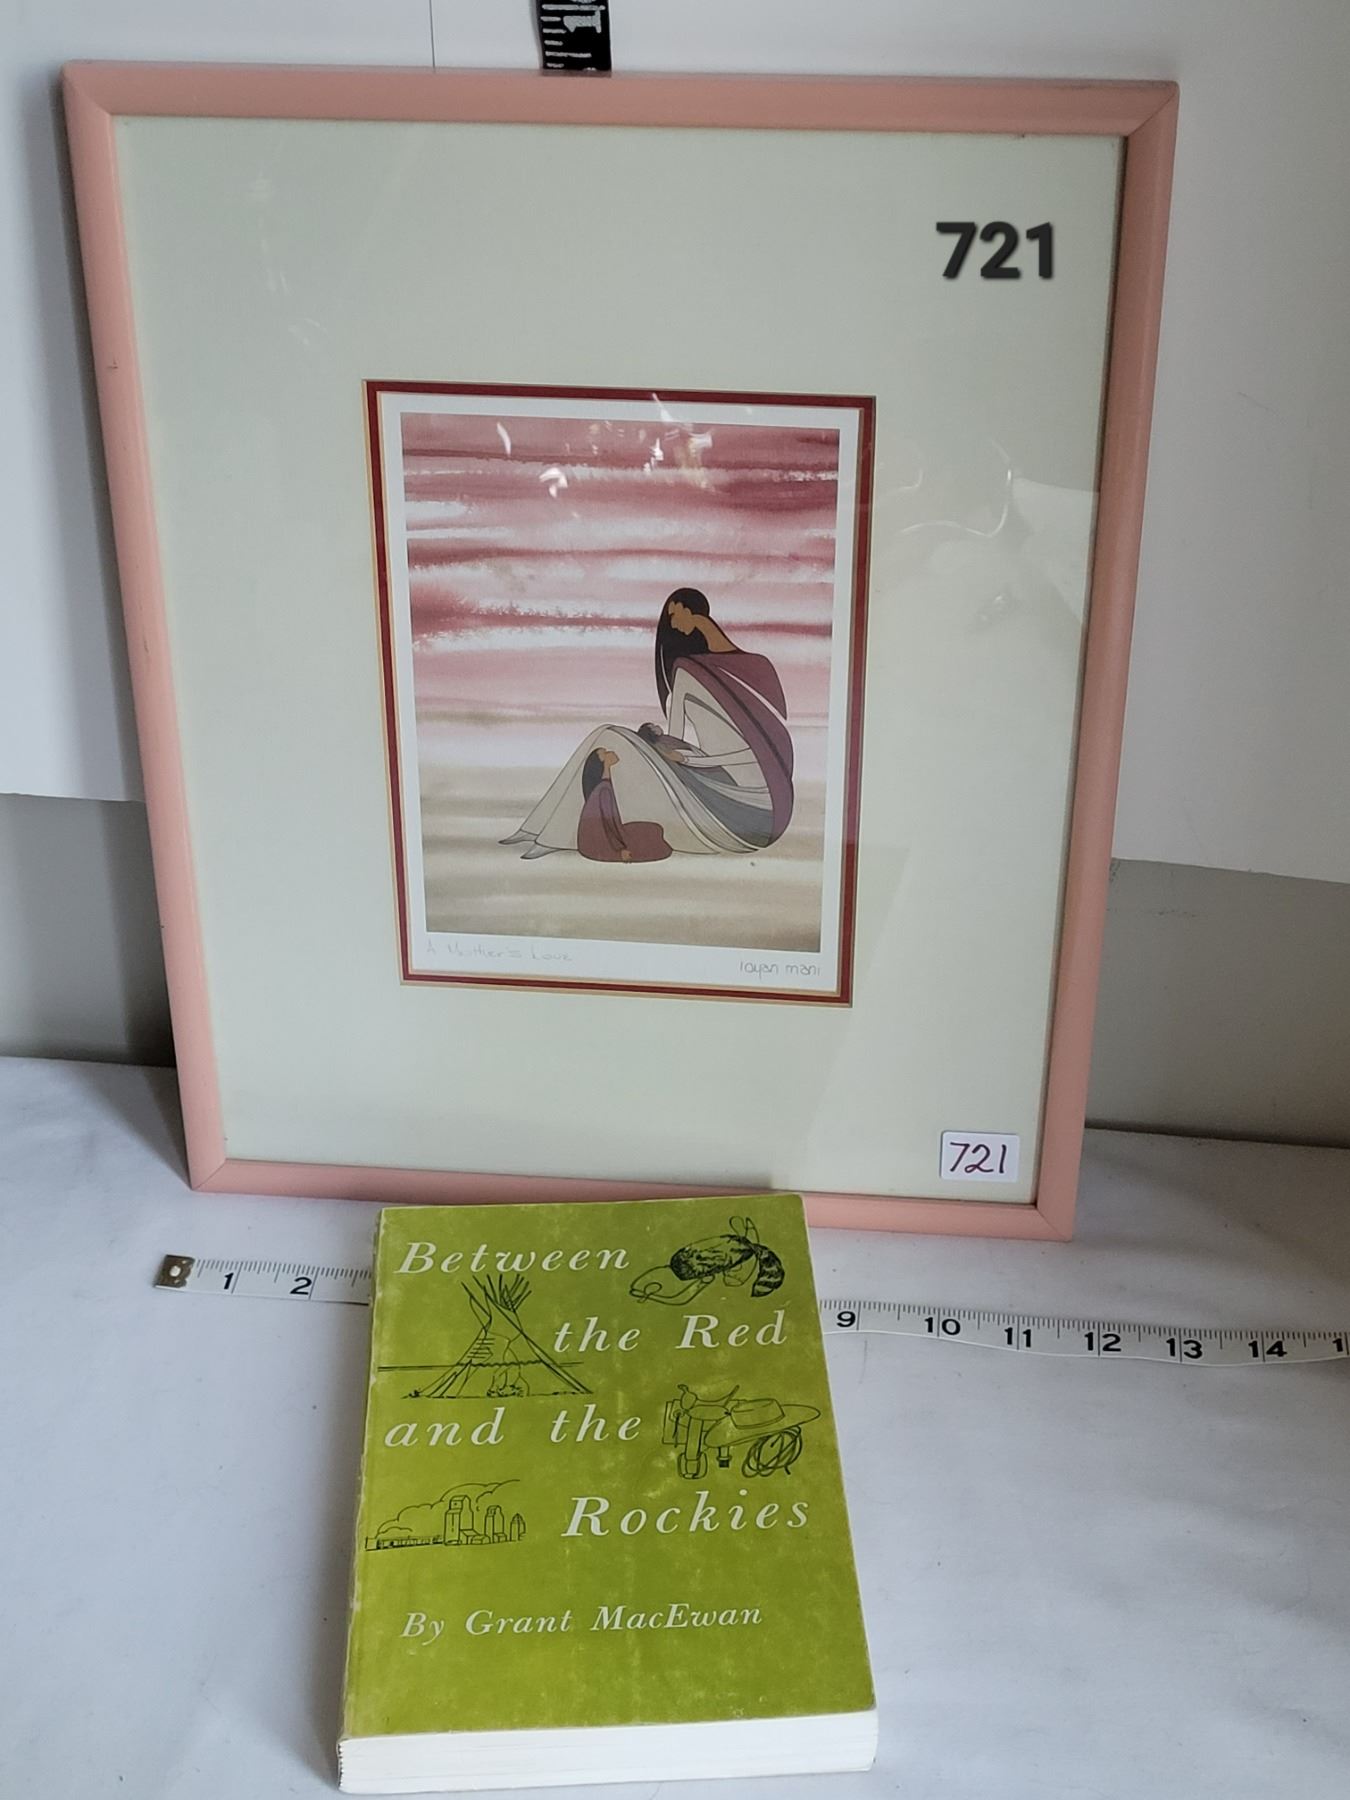 721
A Mother's Love
ioyan mani
721
1 2 9 10 11 12 13 14 1
Between
the Red
and the
Rockies
By Grant MacEwan